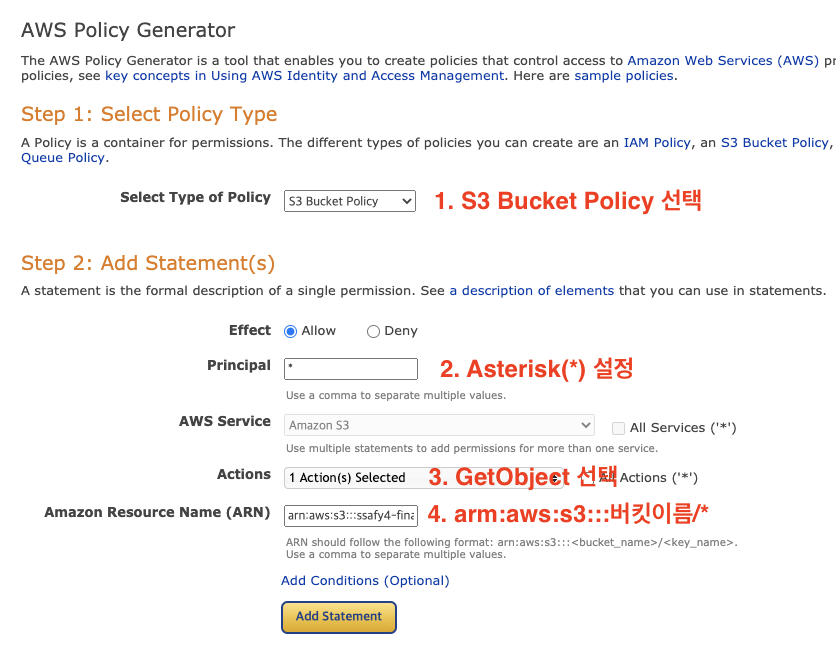 AWS Policy Generator
The AWS Policy Generator is a tool that enables you to create policies that control access to Amazon Web Services (AWS) pr
policies, see key concepts in Using AWS Identity and Access Management. Here are sample policies.
Step 1: Select Policy Type
A Policy is a container for permissions. The different types of policies you can create are an IAM Policy, an S3 Bucket Policy,
Queue Policy.
Select Type of Policy S3 Bucket Policy 1. S3 Bucket Policy 선택
Step 2: Add Statement(s)
A statement is the formal description of a single permission. See a description of elements that you can use in statements.
Effect Allow Deny
Principal * 2. Asterisk(*) 설정
Use a comma to separate multiple values.
AWS Service Amazon S3 All Services ('*')
Use multiple statements to add permissions for more than one service.
Actions 1 Action(s) Selected 3. GetObject 선택 All Actions ('*')
Amazon Resource Name (ARN) arn:aws:s3:::ssafy4-fina 4. arm:aws:s3:::버킷이름/*
ARN should follow the following format: arn:aws:s3:::<bucket_name>/<key_name>.
Use a comma to separate multiple values.
Add Conditions (Optional)
Add Statement